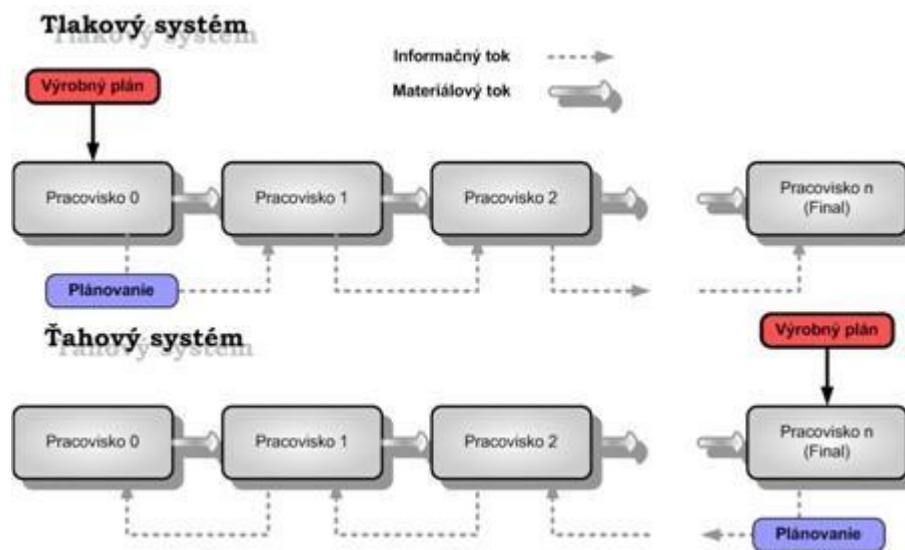 Tlakový systém
Informačný tok
Materiálový tok
Výrobný plán
Pracovisko 0
Pracovisko 1
Pracovisko 2
Pracovisko n
(Final)
Plánovanie
Ťahový systém
Výrobný plán
Pracovisko 0
Pracovisko 1
Pracovisko 2
Pracovisko n
(Final)
Plánovanie